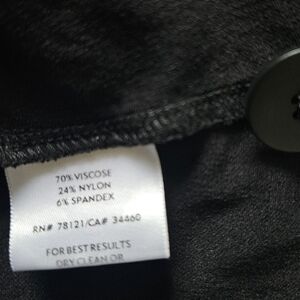 70% VISCOSE
24% NYLON
6% SPANDEX
RN# 78121/CA# 34460
FOR BEST RESULTS
DRY CLEAN OR